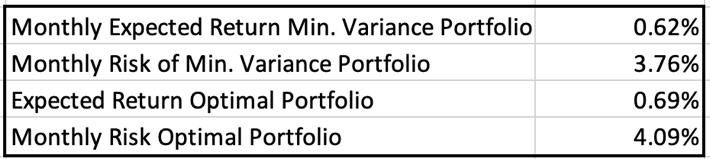 Monthly Expected Return Min. Variance Portfolio 0.62%
Monthly Risk of Min. Variance Portfolio 3.76%
Expected Return Optimal Portfolio 0.69%
Monthly Risk Optimal Portfolio 4.09%